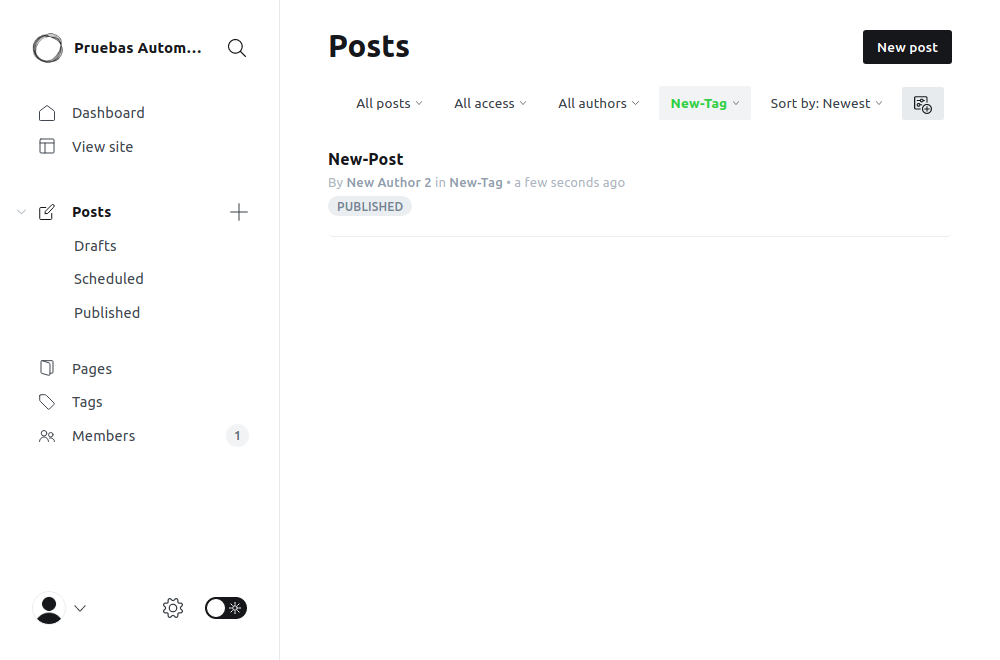 Pruebas Autom...
Dashboard
View site
Posts
Drafts
Scheduled
Published
Pages
Tags
Members 1
Posts
New post
All posts All access All authors New-Tag Sort by: Newest
New-Post
By New Author 2 in New-Tag • a few seconds ago
PUBLISHED